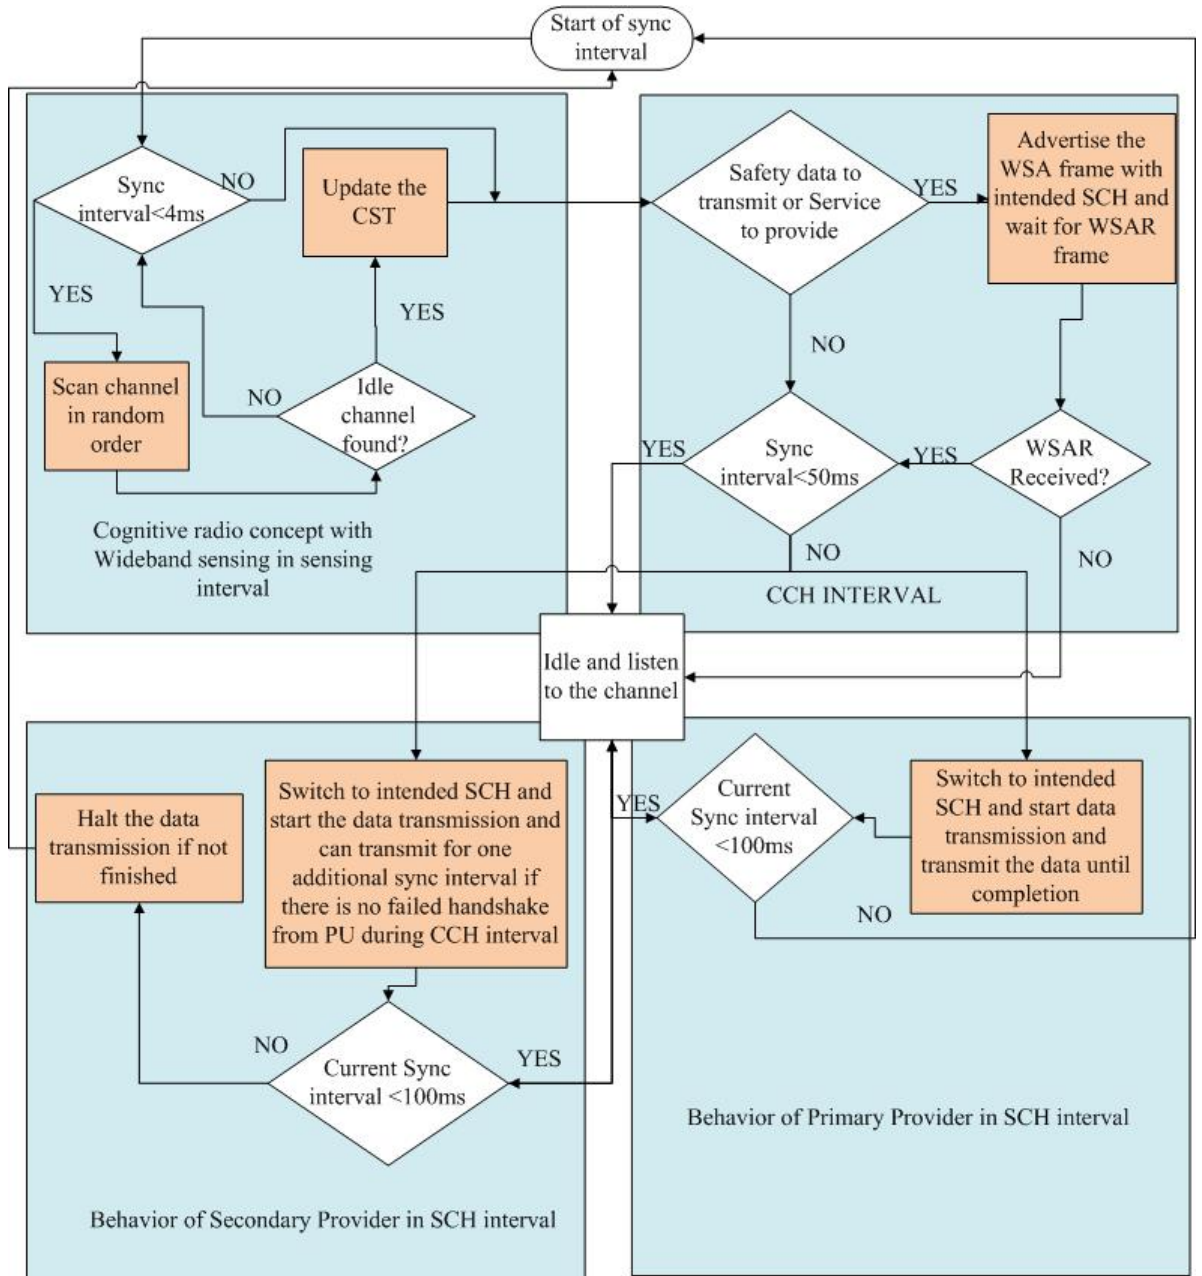 Start of sync
interval
Sync
interval<4ms
NO
YES
Update the
CST
YES
Scan channel
in random
order
NO
Idle
channel
found?
Cognitive radio concept with
Wideband sensing in sensing
interval
Safety data to
transmit or Service
to provide
YES
Advertise the
WSA frame with
intended SCH and
wait for WSAR
frame
NO
YES
Sync
interval<50ms
YES
WSAR
Received?
NO
NO
CCH INTERVAL
Idle and listen
to the channel
Halt the data
transmission if not
finished
Switch to intended SCH and
start the data transmission and
can transmit for one
additional sync interval if
there is no failed handshake
from PU during CCH interval
NO
Current Sync
interval <100ms
YES
Behavior of Secondary Provider in SCH interval
YES
Current
Sync interval
<100ms
Switch to intended
SCH and start data
transmission and
transmit the data until
completion
NO
Behavior of Primary Provider in SCH interval